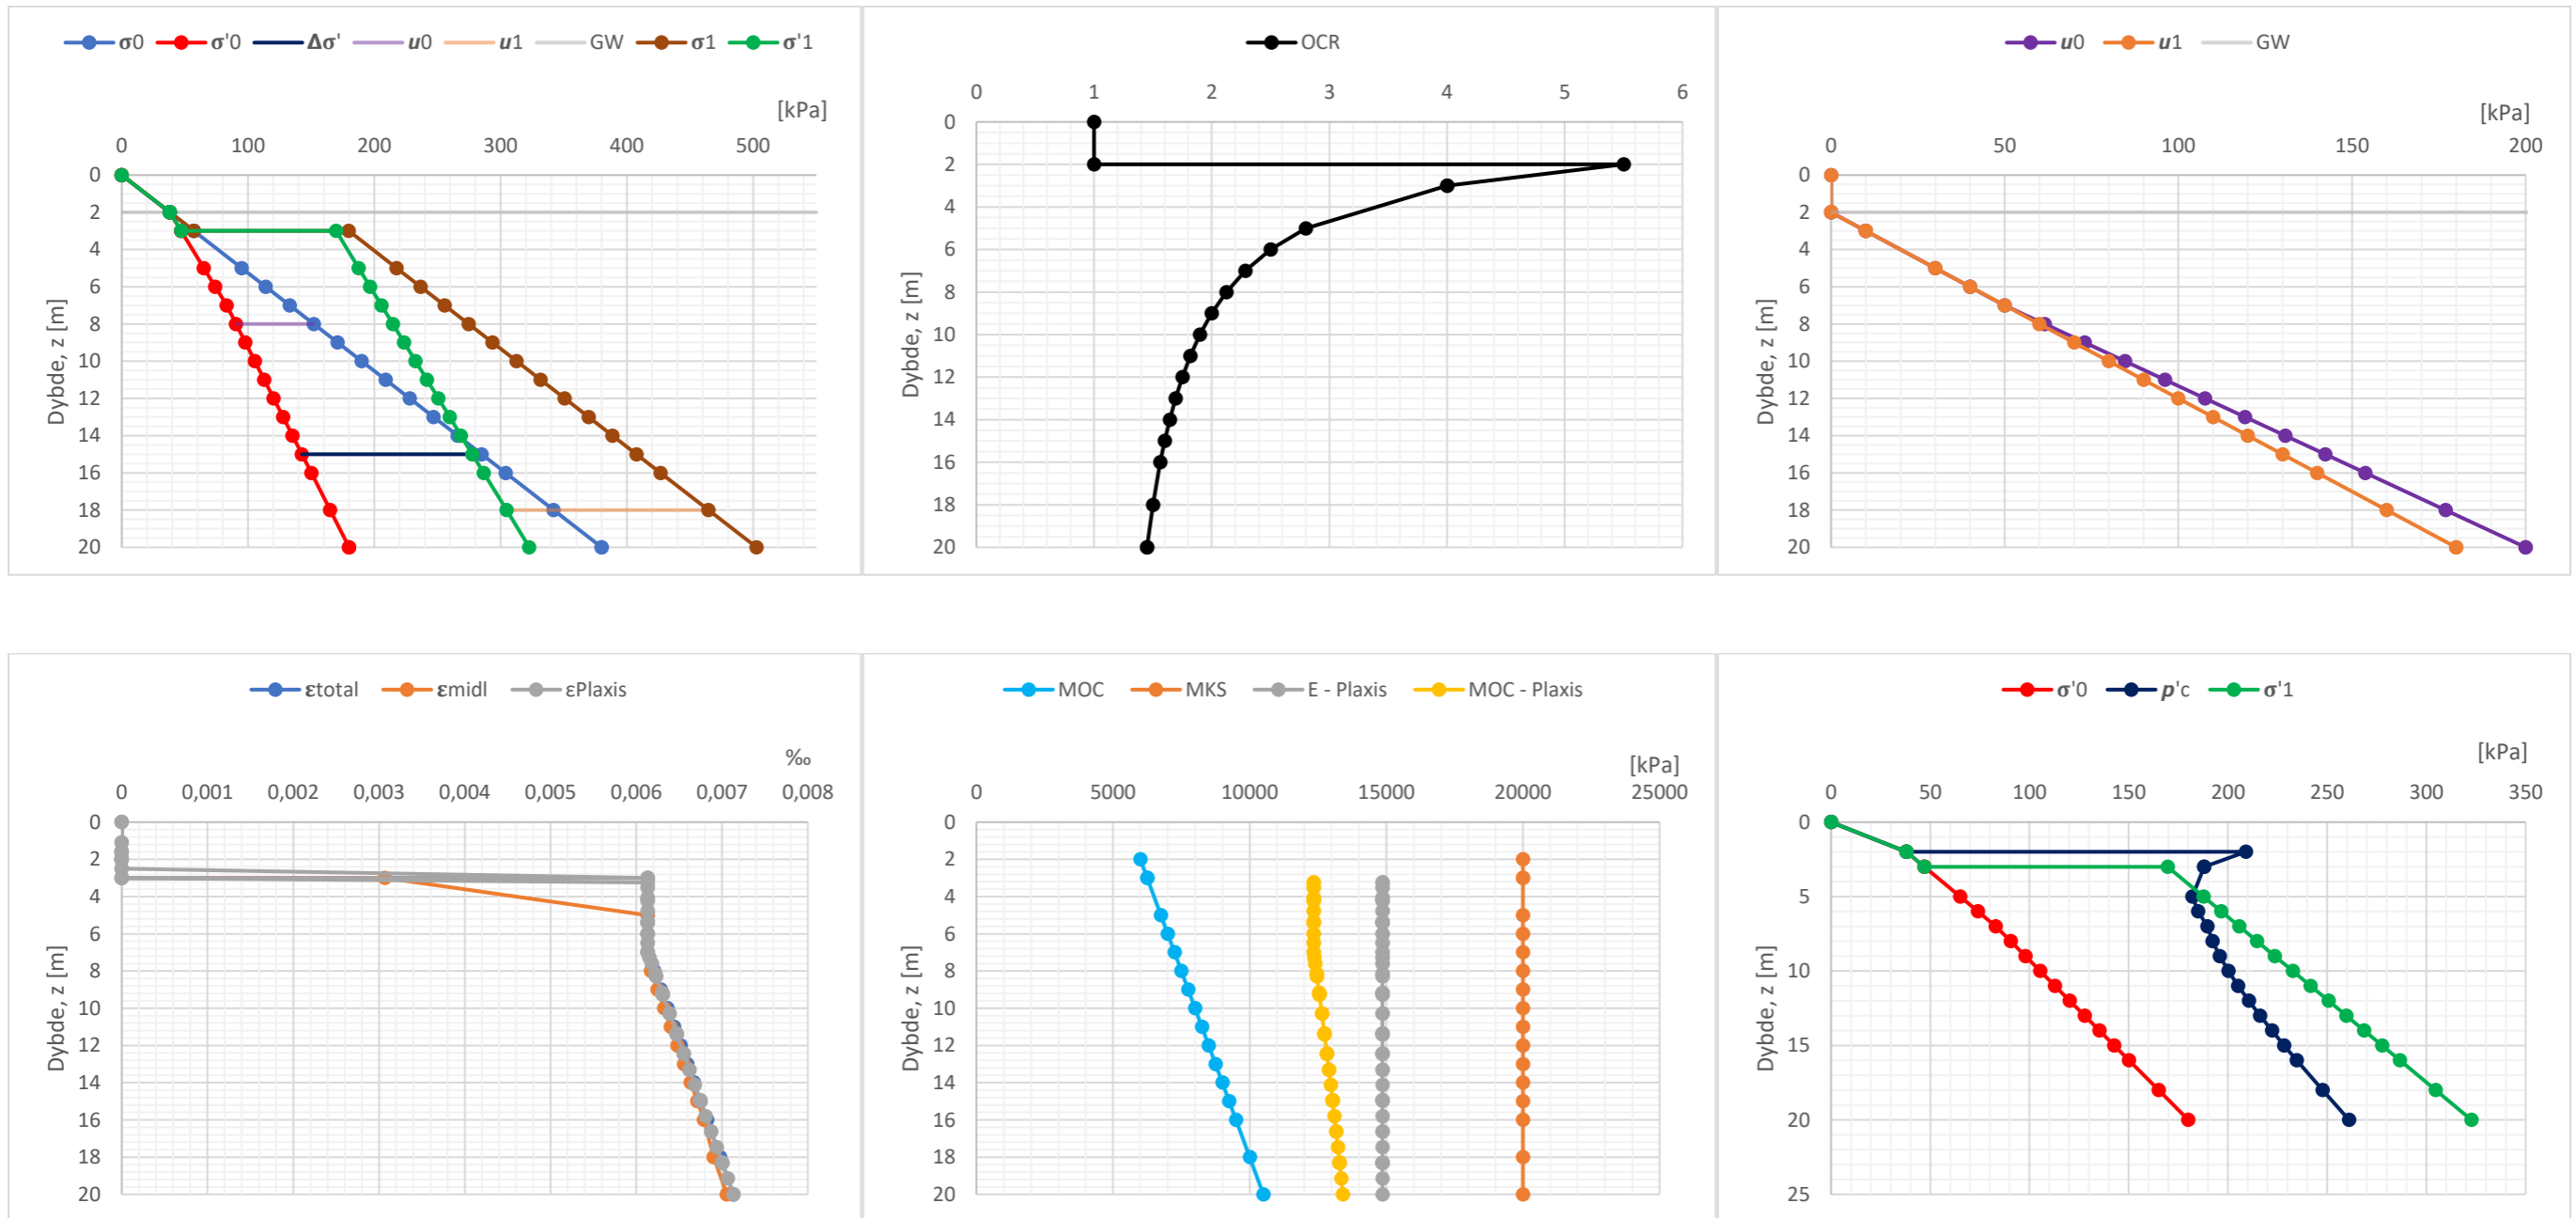 σ0 σ'0 Δσ' u0 u1 GW σ1 σ'1
[kPa]
0 100 200 300 400 500
0
2
4
6
8
10
12
14
16
18
20
Dybde, z [m]
OCR
0 1 2 3 4 5 6
0
2
4
6
8
10
12
14
16
18
20
Dybde, z [m]
u0 u1 GW
[kPa]
0 50 100 150 200
0
2
4
6
8
10
12
14
16
18
20
Dybde, z [m]
εtotal εmidl εPlaxis
‰
0 0,001 0,002 0,003 0,004 0,005 0,006 0,007 0,008
0
2
4
6
8
10
12
14
16
18
20
Dybde, z [m]
MOC MKS E - Plaxis MOC - Plaxis
[kPa]
0 5000 10000 15000 20000 25000
0
2
4
6
8
10
12
14
16
18
20
Dybde, z [m]
σ'0 p'c σ'1
[kPa]
0 50 100 150 200 250 300 350
0
5
10
15
20
25
Dybde, z [m]